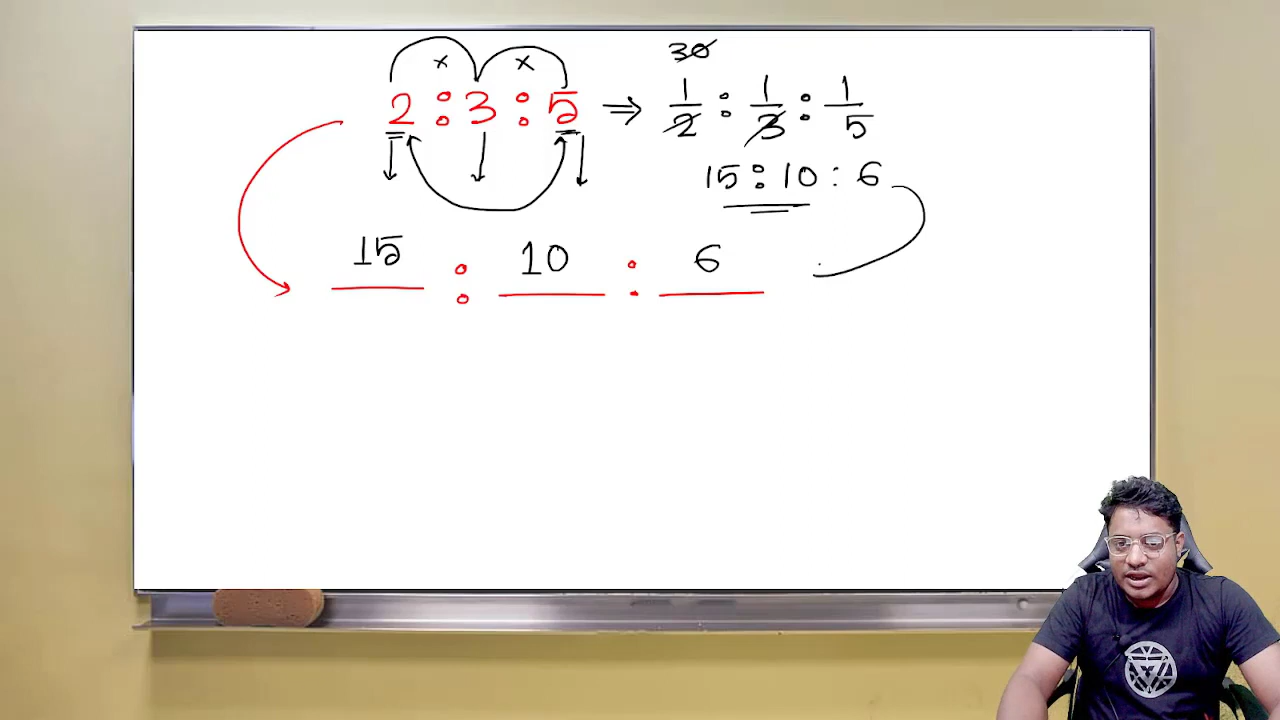 × ×
30
2 : 3 : 5 ⇒ 1/2 : 1/3 : 1/5
15 : 10 : 6
15 : 10 : 6